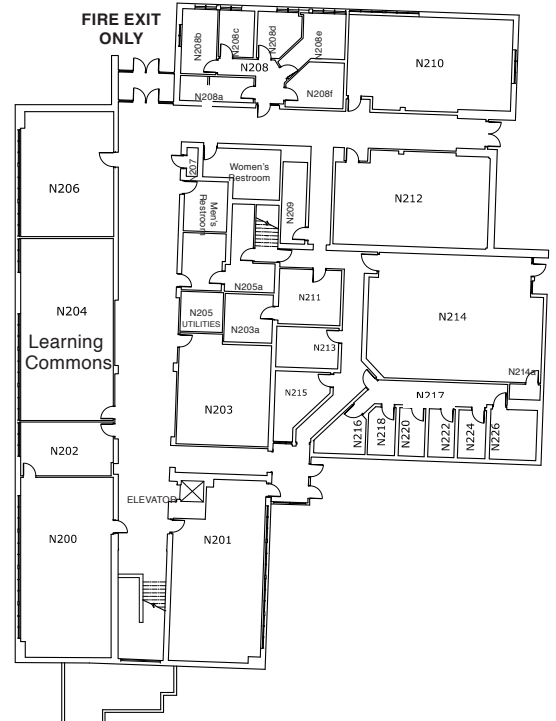 FIRE EXIT
ONLY
N208b
N208c
N208d
N208e
N208
N210
N208a
N208f
N207
Women's
Restroom
N206
Men's
Restroom
N209
N212
N205a
N211
N204
N205
UTILITIES
N203a
N214
Learning
Commons
N213
N214a
N215
N217
N203
N216
N218
N220
N222
N224
N226
N202
ELEVATOR
N200
N201